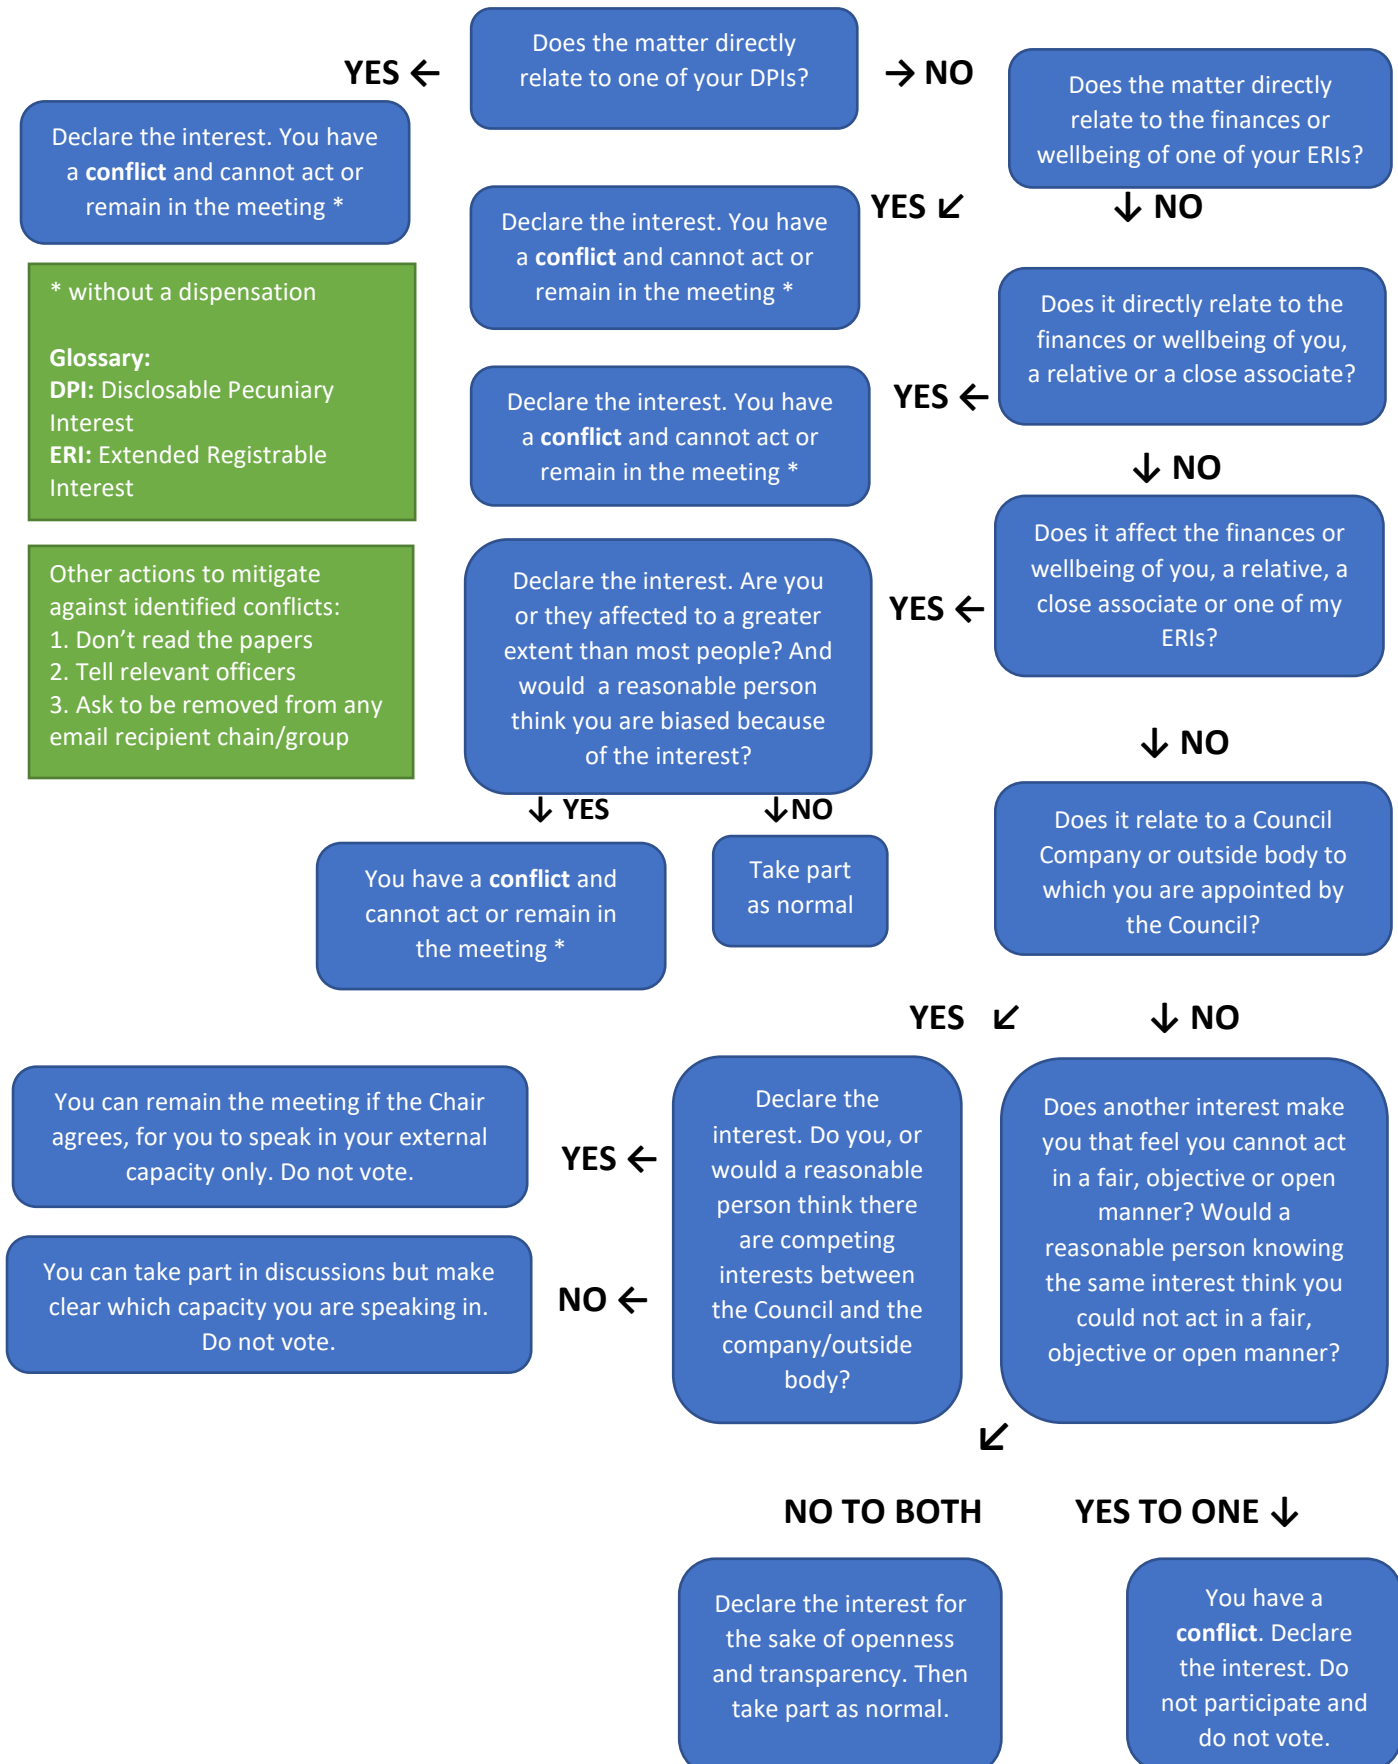 Does the matter directly
relate to one of your DPIs?
YES ←
→ NO
Declare the interest. You have
a conflict and cannot act or
remain in the meeting *
Does the matter directly
relate to the finances or
wellbeing of one of your ERIs?
YES ↙
↓ NO
Declare the interest. You have
a conflict and cannot act or
remain in the meeting *
* without a dispensation
Glossary:
DPI: Disclosable Pecuniary
Interest
ERI: Extended Registrable
Interest
Does it directly relate to the
finances or wellbeing of you,
a relative or a close associate?
YES ←
Declare the interest. You have
a conflict and cannot act or
remain in the meeting *
↓ NO
Does it affect the finances or
wellbeing of you, a relative, a
close associate or one of my
ERIs?
YES ←
Declare the interest. Are you
or they affected to a greater
extent than most people? And
would  a reasonable person
think you are biased because
of the interest?
Other actions to mitigate
against identified conflicts:
1. Don’t read the papers
2. Tell relevant officers
3. Ask to be removed from any
email recipient chain/group
↓ YES
↓NO
You have a conflict and
cannot act or remain in
the meeting *
Take part
as normal
↓ NO
Does it relate to a Council
Company or outside body to
which you are appointed by
the Council?
YES ↙
↓ NO
Declare the
interest. Do you, or
would a reasonable
person think there
are competing
interests between
the Council and the
company/outside
body?
YES ←
You can remain the meeting if the Chair
agrees, for you to speak in your external
capacity only. Do not vote.
NO ←
You can take part in discussions but make
clear which capacity you are speaking in.
Do not vote.
Does another interest make
you that feel you cannot act
in a fair, objective or open
manner? Would a
reasonable person knowing
the same interest think you
could not act in a fair,
objective or open manner?
↙
NO TO BOTH
YES TO ONE ↓
Declare the interest for
the sake of openness
and transparency. Then
take part as normal.
You have a
conflict. Declare
the interest. Do
not participate and
do not vote.